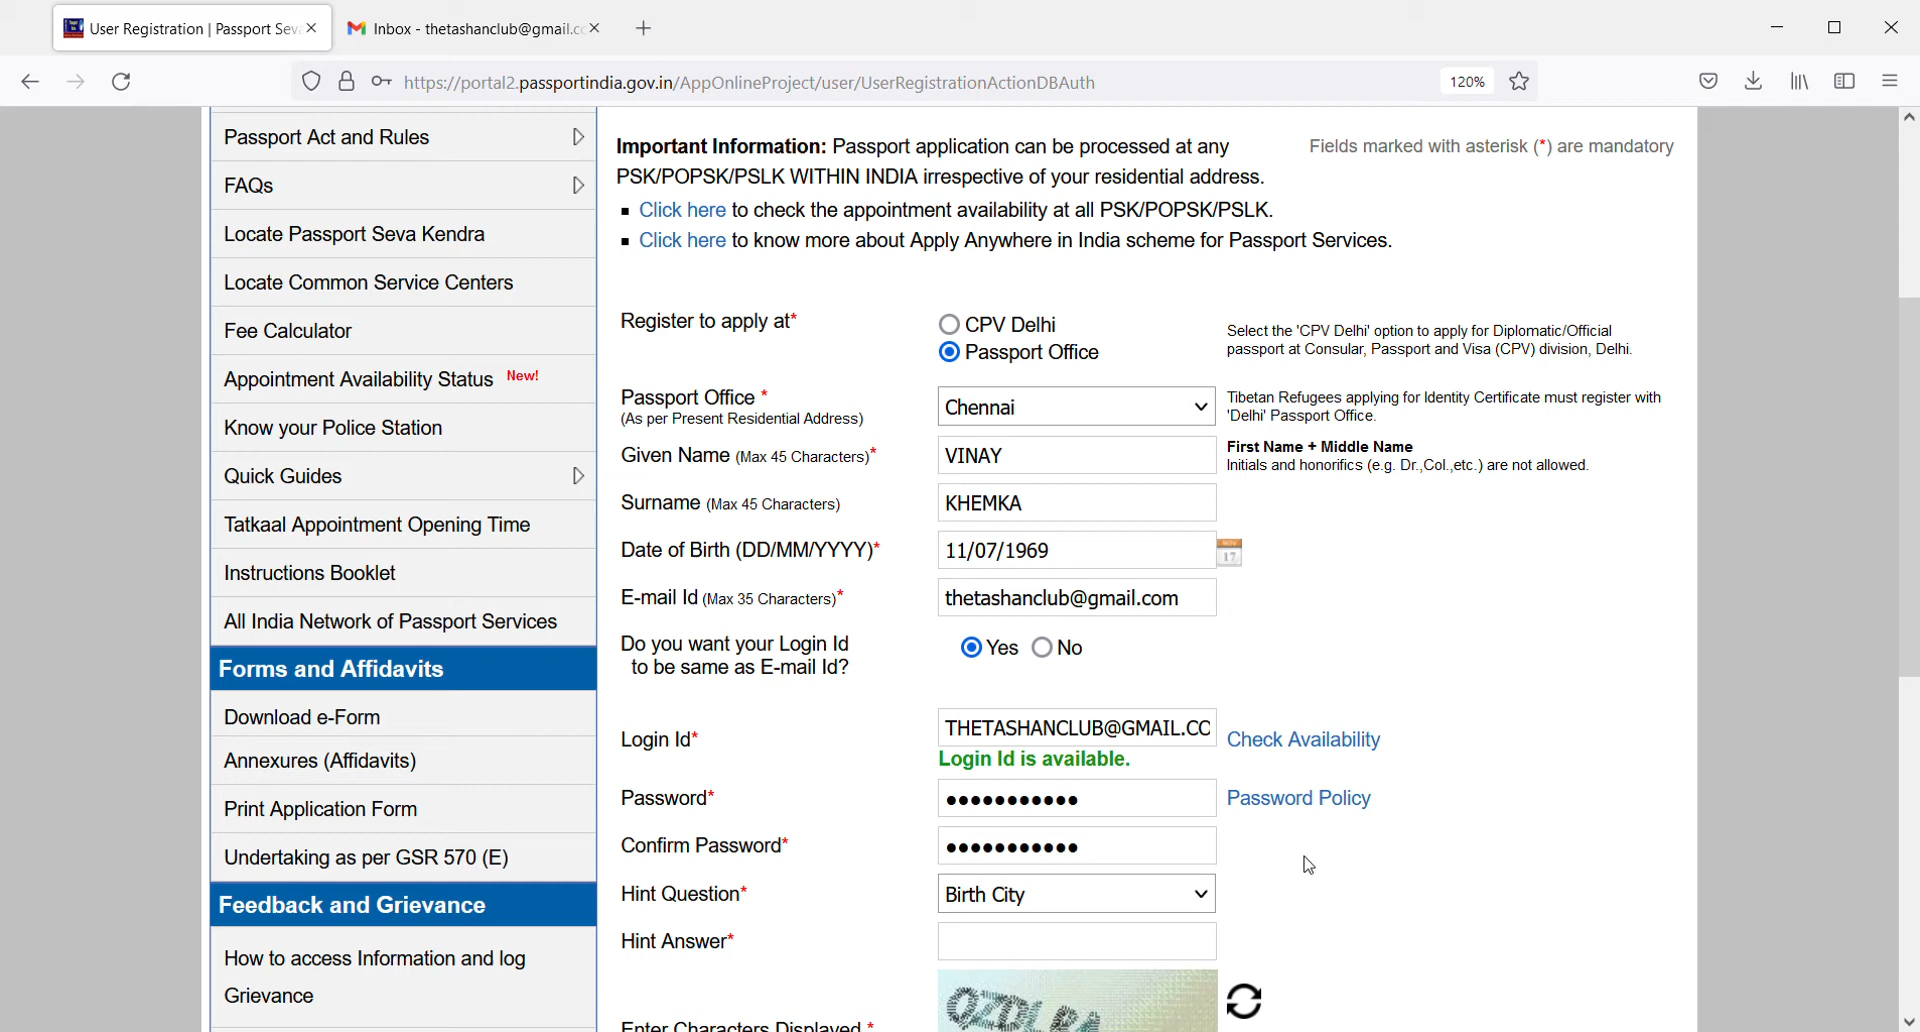 User Registration | Passport Seva
Inbox - thetashanclub@gmail.co
https://portal2.passportindia.gov.in/AppOnlineProject/user/UserRegistrationActionDBAuth
120%
Passport Act and Rules
FAQs
Locate Passport Seva Kendra
Locate Common Service Centers
Fee Calculator
Appointment Availability Status New!
Know your Police Station
Quick Guides
Tatkaal Appointment Opening Time
Instructions Booklet
All India Network of Passport Services
Forms and Affidavits
Download e-Form
Annexures (Affidavits)
Print Application Form
Undertaking as per GSR 570 (E)
Feedback and Grievance
How to access Information and log
Grievance
Important Information: Passport application can be processed at any
PSK/POPSK/PSLK WITHIN INDIA irrespective of your residential address.
Fields marked with asterisk (*) are mandatory
Click here to check the appointment availability at all PSK/POPSK/PSLK.
Click here to know more about Apply Anywhere in India scheme for Passport Services.
Register to apply at*
CPV Delhi
Passport Office
Select the 'CPV Delhi' option to apply for Diplomatic/Official
passport at Consular, Passport and Visa (CPV) division, Delhi.
Passport Office *
(As per Present Residential Address)
Chennai
Tibetan Refugees applying for Identity Certificate must register with
'Delhi' Passport Office.
Given Name (Max 45 Characters)*
VINAY
First Name + Middle Name
Initials and honorifics (e.g. Dr.,Col.,etc.) are not allowed.
Surname (Max 45 Characters)
KHEMKA
Date of Birth (DD/MM/YYYY)*
11/07/1969
NOV
17
E-mail Id (Max 35 Characters)*
thetashanclub@gmail.com
Do you want your Login Id
to be same as E-mail Id?
Yes No
Login Id*
THETASHANCLUB@GMAIL.CO
Check Availability
Login Id is available.
Password*
●●●●●●●●●●●
Password Policy
Confirm Password*
●●●●●●●●●●●
Hint Question*
Birth City
Hint Answer*
Enter Characters Displayed *